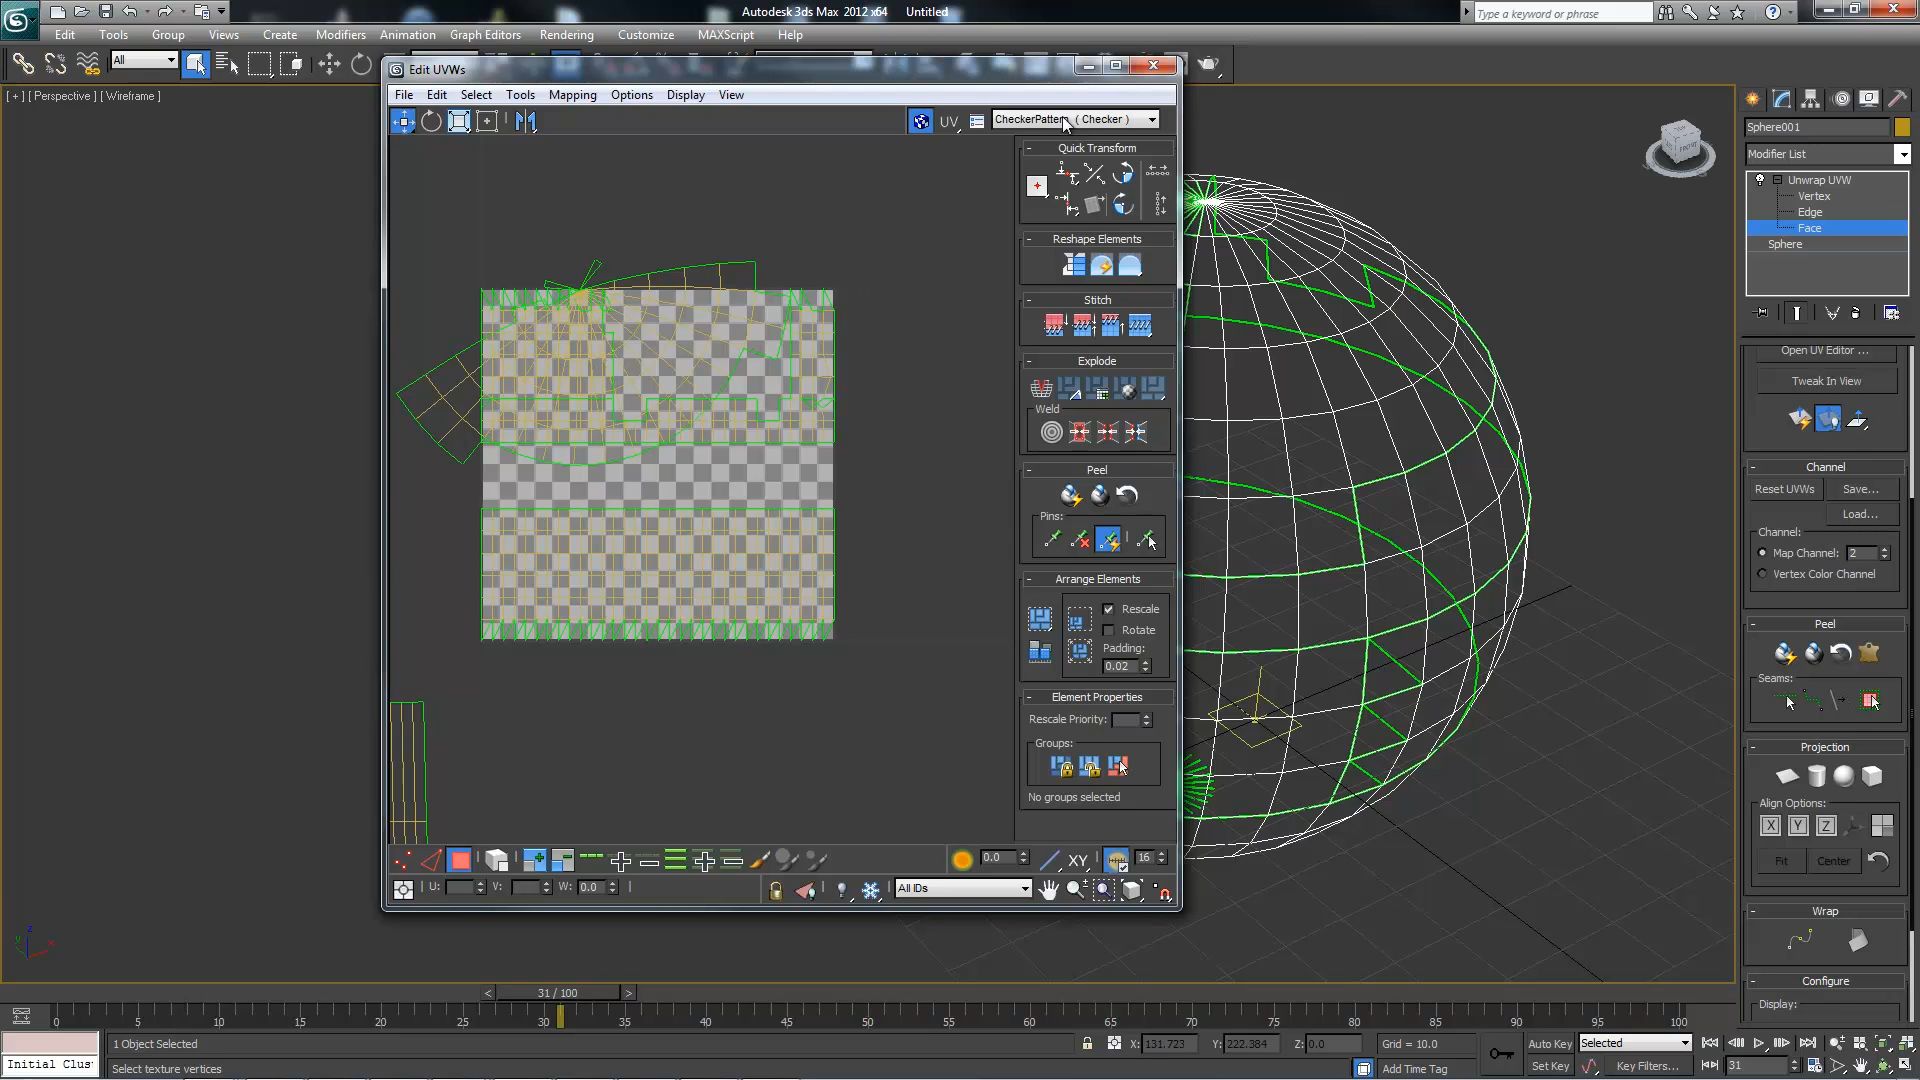 Autodesk 3ds Max 2012 x64 Untitled
Type a keyword or phrase
Edit Tools Group Views Create Modifiers Animation Graph Editors Rendering Customize MAXScript Help
All
[ + ] [ Perspective ] [ Wireframe ]
Edit UVWs
File Edit Select Tools Mapping Options Display View
UV
CheckerPattern ( Checker )
Quick Transform
Reshape Elements
Stitch
Explode
Weld
Peel
Pins:
Arrange Elements
Rescale
Rotate
Padding:
0.02
Element Properties
Rescale Priority:
Groups:
No groups selected
0.0
XY
16
U: V: W: 0.0
All IDs
FRONT
Sphere001
Modifier List
Unwrap UVW
Vertex
Edge
Face
Sphere
Open UV Editor ...
Tweak In View
Channel
Reset UVWs Save...
Load...
Channel:
Map Channel: 2
Vertex Color Channel
Peel
Seams:
Projection
Align Options:
X Y Z
Fit Center
Wrap
Configure
Display:
z
y x
< 31 / 100 >
0 5 10 15 20 25 30 35 40 45 50 55 60 65 70 75 80 85 90 95 100
1 Object Selected
X: 131.723 Y: 222.384 Z: 0.0
Grid = 10.0
Auto Key Selected
Initial Clus
Select texture vertices
Add Time Tag
Set Key Key Filters...
31